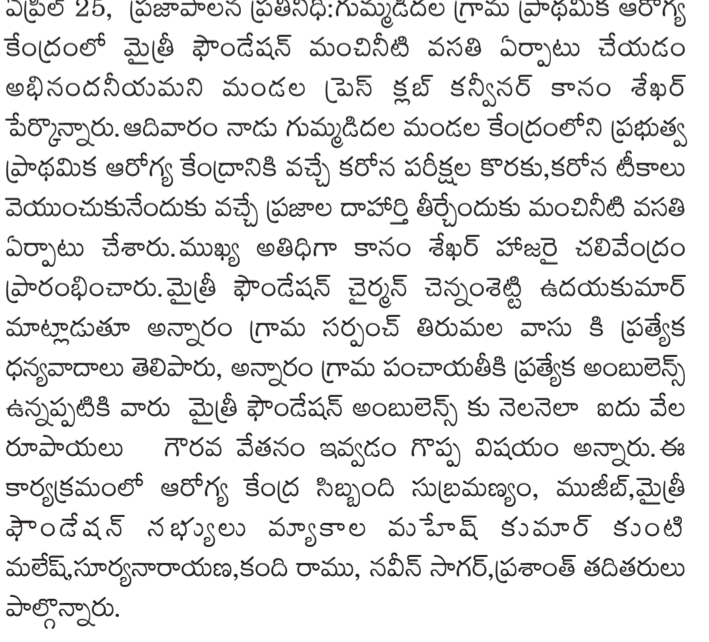 ఏప్రిల్ 25, ప్రజాపాలన ప్రతినిధి:గుమ్మడిదల గ్రామ ప్రాథమిక ఆరోగ్య
కేంద్రంలో మైత్రీ ఫౌండేషన్ మంచినీటి వసతి ఏర్పాటు చేయడం
అభినందనీయమని మండల ప్రెస్ క్లబ్ కన్వీనర్ కానం శేఖర్
పేర్కొన్నారు.ఆదివారం నాడు గుమ్మడిదల మండల కేంద్రంలోని ప్రభుత్వ
ప్రాథమిక ఆరోగ్య కేంద్రానికి వచ్చే కరోన పరీక్షల కొరకు,కరోన టీకాలు
వెయుంచుకునేందుకు వచ్చే ప్రజాల దాహార్తి తీర్చేందుకు మంచినీటి వసతి
ఏర్పాటు చేశారు.ముఖ్య అతిధిగా కానం శేఖర్ హాజరై చలివేంద్రం
ప్రారంభించారు.మైత్రీ ఫౌండేషన్ చైర్మన్ చెన్నంశెట్టి ఉదయకుమార్
మాట్లాడుతూ అన్నారం గ్రామ సర్పంచ్ తిరుమల వాసు కి ప్రత్యేక
ధన్యవాదాలు తెలిపారు, అన్నారం గ్రామ పంచాయతీకి ప్రత్యేక అంబులెన్స్
ఉన్నప్పటికి వారు మైత్రీ ఫౌండేషన్ అంబులెన్స్ కు నెలనెలా ఐదు వేల
రూపాయలు గౌరవ వేతనం ఇవ్వడం గొప్ప విషయం అన్నారు.ఈ
కార్యక్రమంలో ఆరోగ్య కేంద్ర సిబ్బంది సుబ్రమణ్యం, ముజీబ్,మైత్రీ
ఫౌండేషన్ నభ్యులు మ్యాకాల మహేష్ కుమార్ కుంటి
మలేష్,సూర్యనారాయణ,కంది రాము, నవీన్ సాగర్,ప్రశాంత్ తదితరులు
పాల్గొన్నారు.